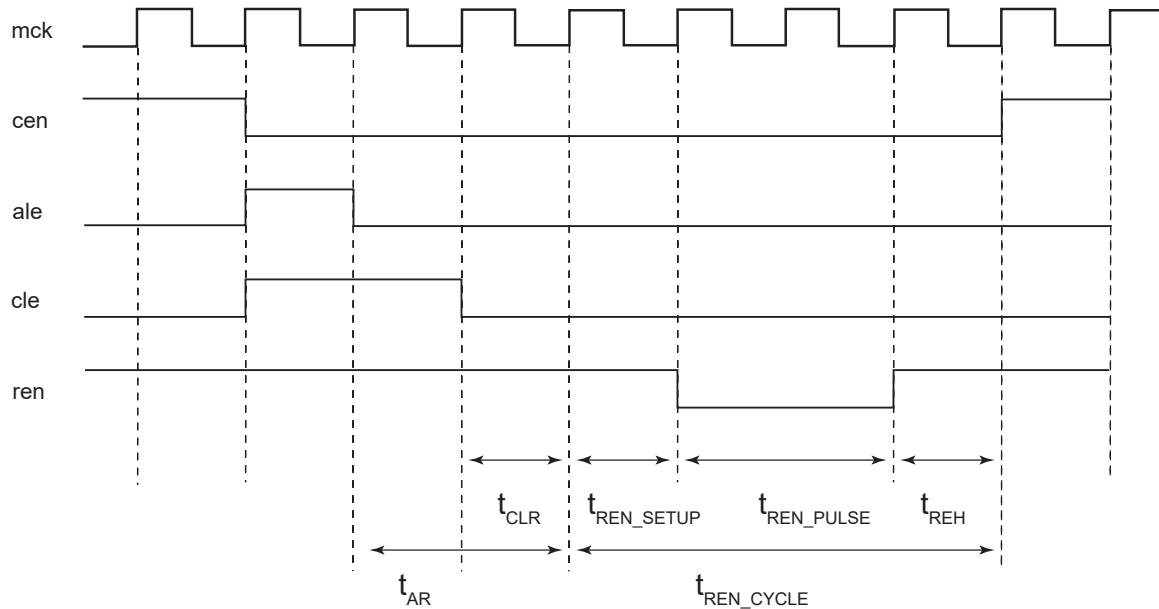 mck
cen
ale
cle
ren
tCLR tREN_SETUP tREN_PULSE tREH
tAR tREN_CYCLE